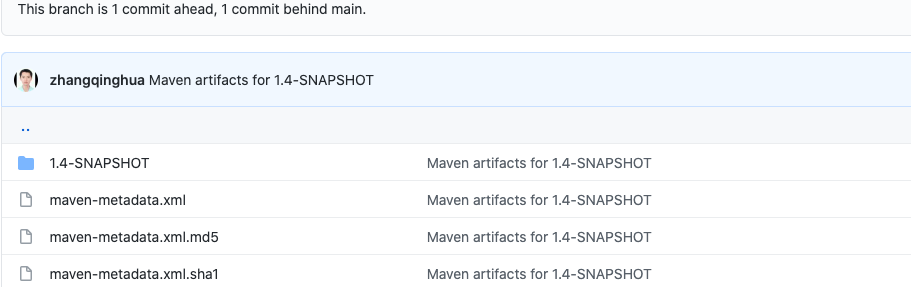 This branch is 1 commit ahead, 1 commit behind main.
zhangqinghua Maven artifacts for 1.4-SNAPSHOT
..
1.4-SNAPSHOT Maven artifacts for 1.4-SNAPSHOT
maven-metadata.xml Maven artifacts for 1.4-SNAPSHOT
maven-metadata.xml.md5 Maven artifacts for 1.4-SNAPSHOT
maven-metadata.xml.sha1 Maven artifacts for 1.4-SNAPSHOT